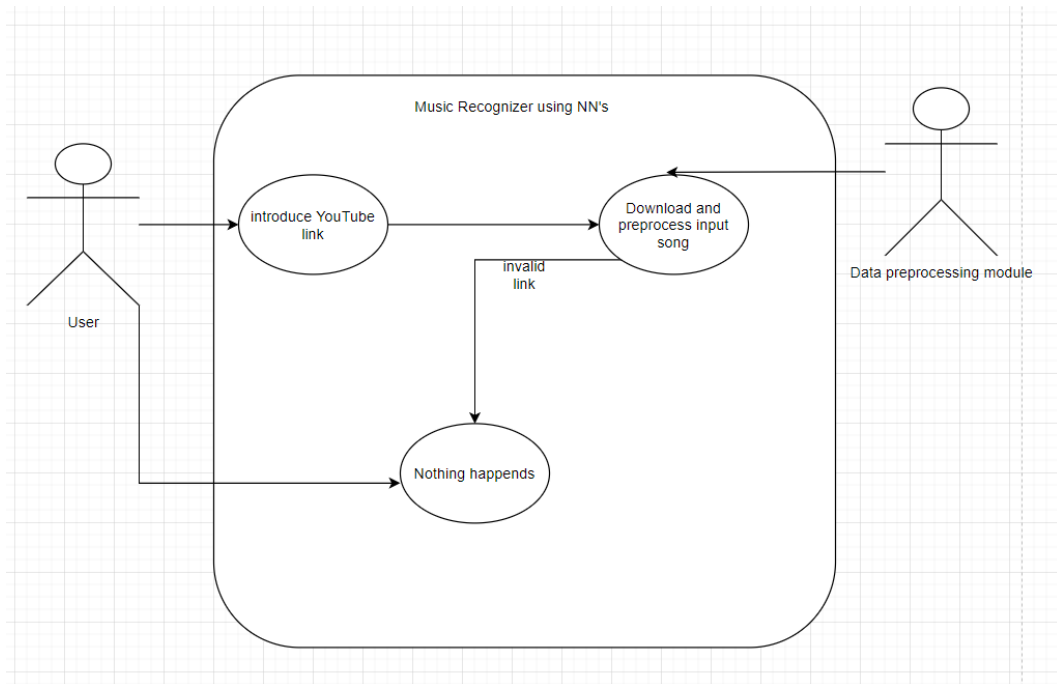 Music Recognizer using NN's
introduce YouTube
link
Download and
preprocess input
song
Data preprocessing module
invalid
link
User
Nothing happends